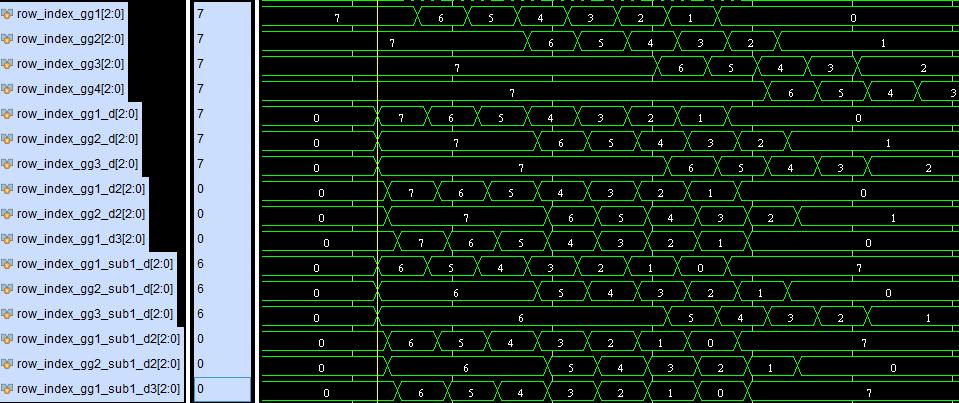 row_index_gg1[2:0] 7 7 6 5 4 3 2 1 0
row_index_gg2[2:0] 7 7 6 5 4 3 2 1
row_index_gg3[2:0] 7 7 6 5 4 3 2
row_index_gg4[2:0] 7 7 6 5 4 3
row_index_gg1_d[2:0] 7 0 7 6 5 4 3 2 1 0
row_index_gg2_d[2:0] 7 0 7 6 5 4 3 2 1
row_index_gg3_d[2:0] 7 0 7 6 5 4 3 2
row_index_gg1_d2[2:0] 0 0 7 6 5 4 3 2 1 0
row_index_gg2_d2[2:0] 0 0 7 6 5 4 3 2 1
row_index_gg1_d3[2:0] 0 0 7 6 5 4 3 2 1 0
row_index_gg1_sub1_d[2:0] 6 0 6 5 4 3 2 1 0 7
row_index_gg2_sub1_d[2:0] 6 0 6 5 4 3 2 1 0
row_index_gg3_sub1_d[2:0] 6 0 6 5 4 3 2 1
row_index_gg1_sub1_d2[2:0] 0 0 6 5 4 3 2 1 0 7
row_index_gg2_sub1_d2[2:0] 0 0 6 5 4 3 2 1 0
row_index_gg1_sub1_d3[2:0] 0 0 6 5 4 3 2 1 0 7